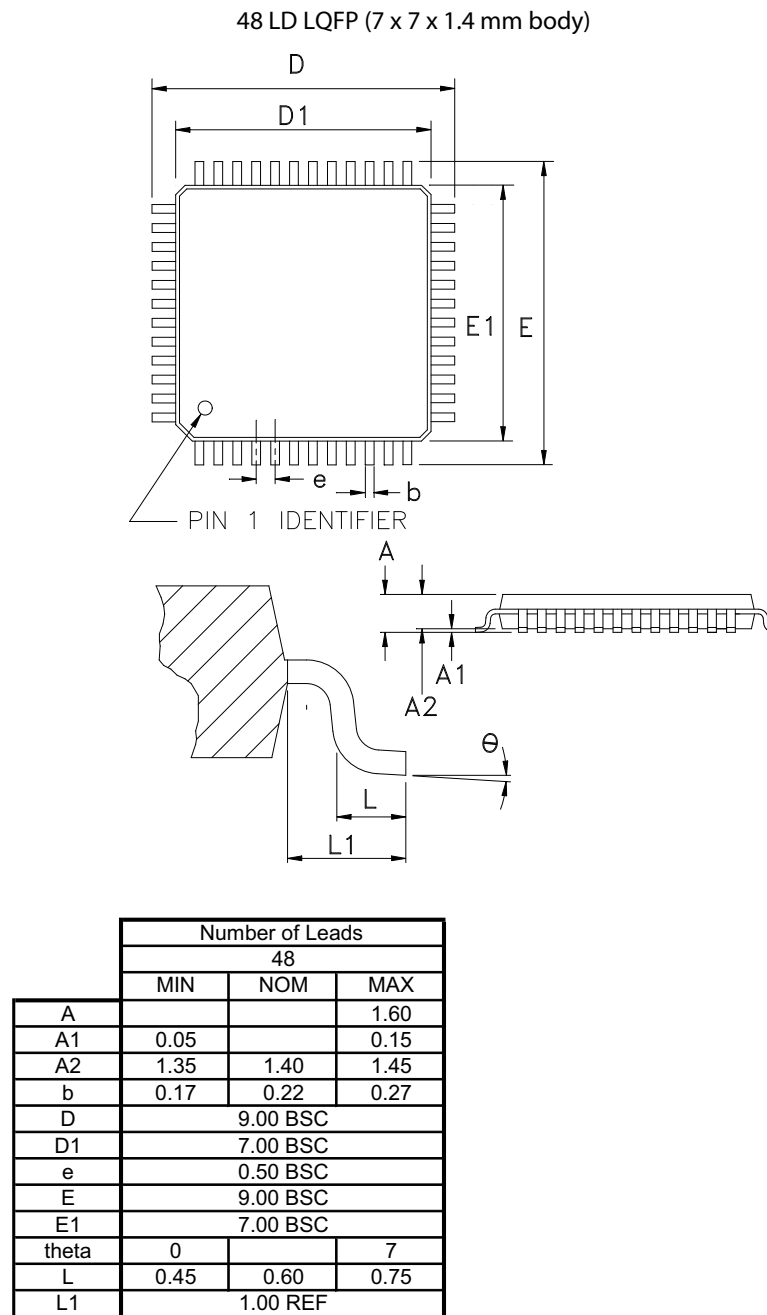 48 LD LQFP (7 x 7 x 1.4 mm body)
D
D1
E1
E
e
b
PIN 1 IDENTIFIER
A
A1
A2
θ
L
L1
Number of Leads
48
MIN NOM MAX
A 1.60
A1 0.05 0.15
A2 1.35 1.40 1.45
b 0.17 0.22 0.27
D 9.00 BSC
D1 7.00 BSC
e 0.50 BSC
E 9.00 BSC
E1 7.00 BSC
theta 0 7
L 0.45 0.60 0.75
L1 1.00 REF